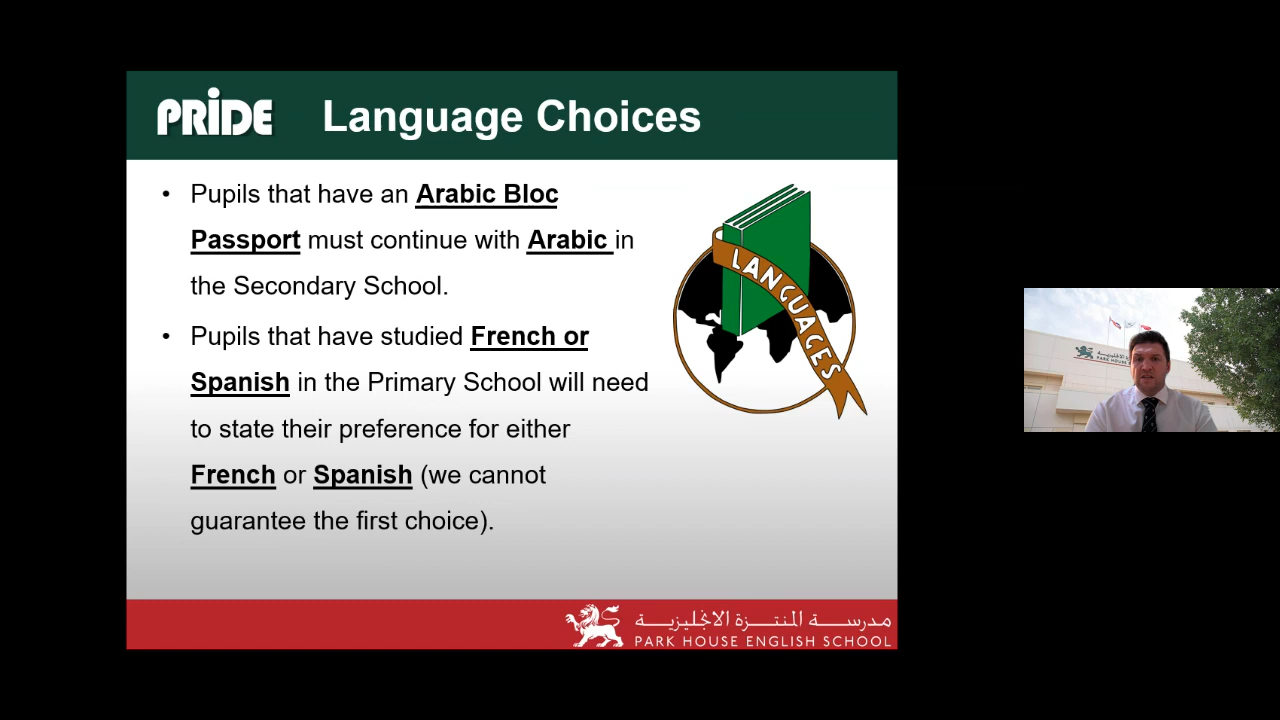 PRIDE
Language Choices
• Pupils that have an Arabic Bloc
Passport must continue with Arabic in
the Secondary School.
• Pupils that have studied French or
Spanish in the Primary School will need
to state their preference for either
French or Spanish (we cannot
guarantee the first choice).
LANGUAGES
مدرسة المنتزة الانجليزية
PARK HOUSE ENGLISH SCHOOL
PARK HOUSE